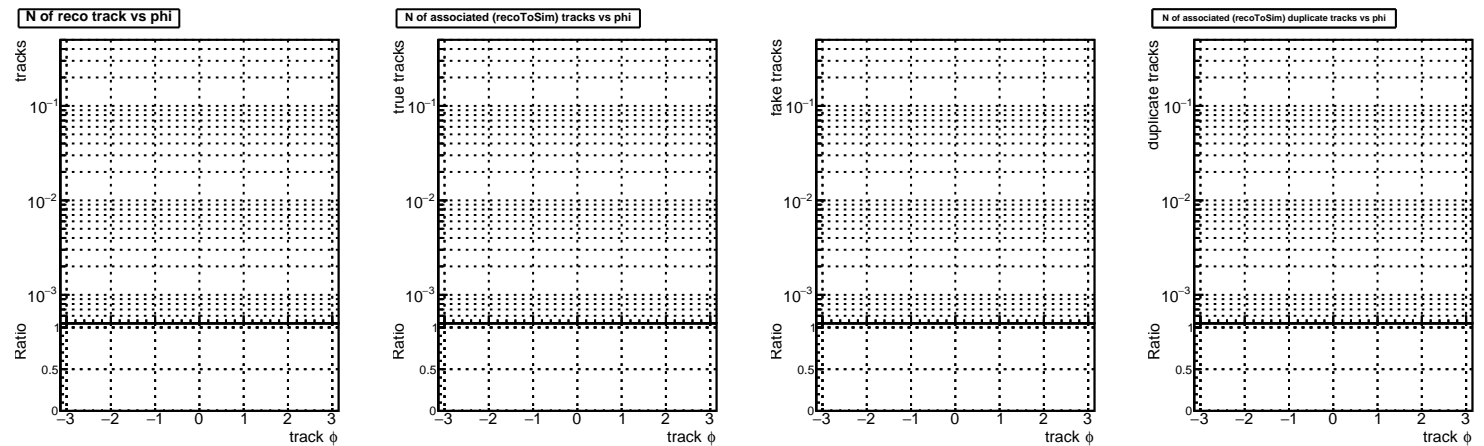 N of reco track vs phi
tracks
10⁻¹
10⁻²
10⁻³
Ratio
1
0.5
0
−3 −2 −1 0 1 2 3
track ϕ
N of associated (recoToSim) tracks vs phi
true tracks
10⁻¹
10⁻²
10⁻³
Ratio
1
0.5
0
−3 −2 −1 0 1 2 3
track ϕ
fake tracks
10⁻¹
10⁻²
10⁻³
Ratio
1
0.5
0
−3 −2 −1 0 1 2 3
track ϕ
N of associated (recoToSim) duplicate tracks vs phi
duplicate tracks
10⁻¹
10⁻²
10⁻³
Ratio
1
0.5
0
−3 −2 −1 0 1 2 3
track ϕ